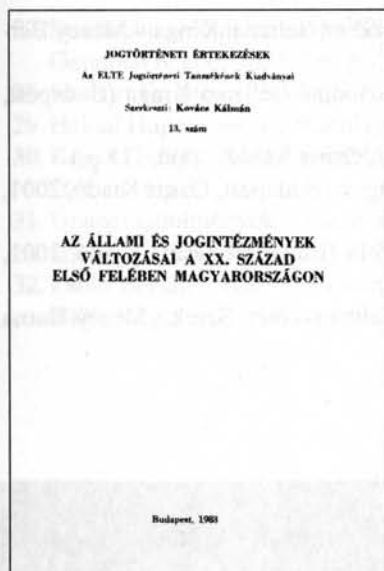 JOGTÖRTÉNETI ÉRTEKEZÉSEK
Az ELTE Jogtörténeti Tanszékének Kiadványai
Szerkeszti: Kovács Kálmán
13. szám
AZ ÁLLAMI ÉS JOGINTÉZMÉNYEK
VÁLTOZÁSAI A XX. SZÁZAD
ELSŐ FELÉBEN MAGYARORSZÁGON
Budapest, 1983